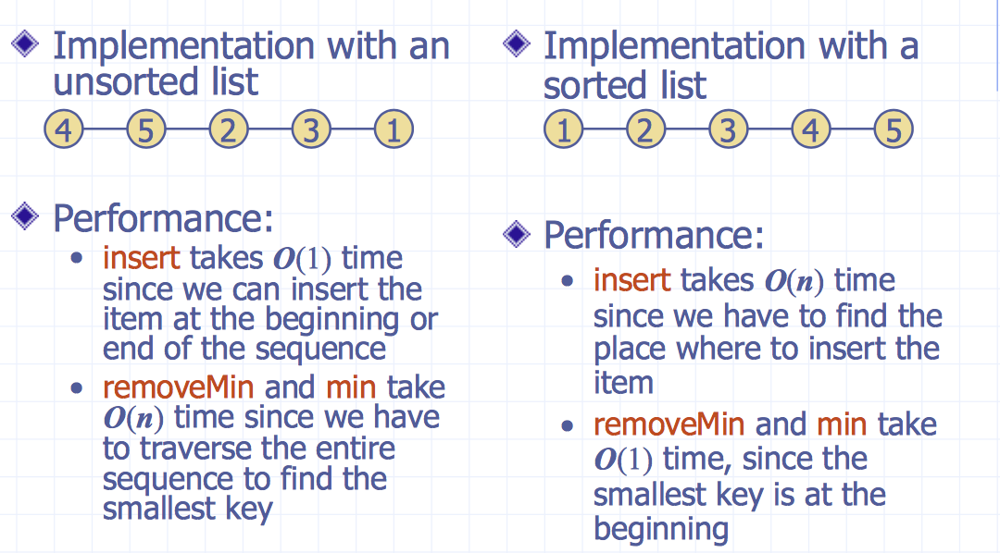 Implementation with an
unsorted list
4 5 2 3 1
Performance:
• insert takes O(1) time
since we can insert the
item at the beginning or
end of the sequence
• removeMin and min take
O(n) time since we have
to traverse the entire
sequence to find the
smallest key
Implementation with a
sorted list
1 2 3 4 5
Performance:
• insert takes O(n) time
since we have to find the
place where to insert the
item
• removeMin and min take
O(1) time, since the
smallest key is at the
beginning